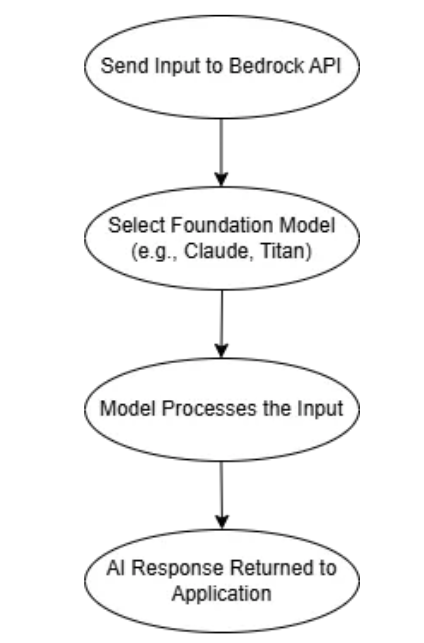 Send Input to Bedrock API
Select Foundation Model
(e.g., Claude, Titan)
Model Processes the Input
AI Response Returned to
Application